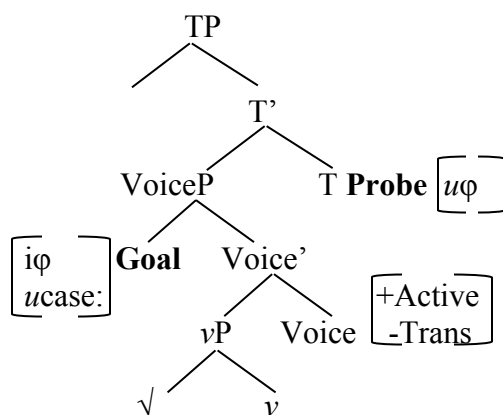 TP
T’
VoiceP T Probe uφ
iφ Goal Voice’ +Active
ucase: -Trans
vP Voice
√ v